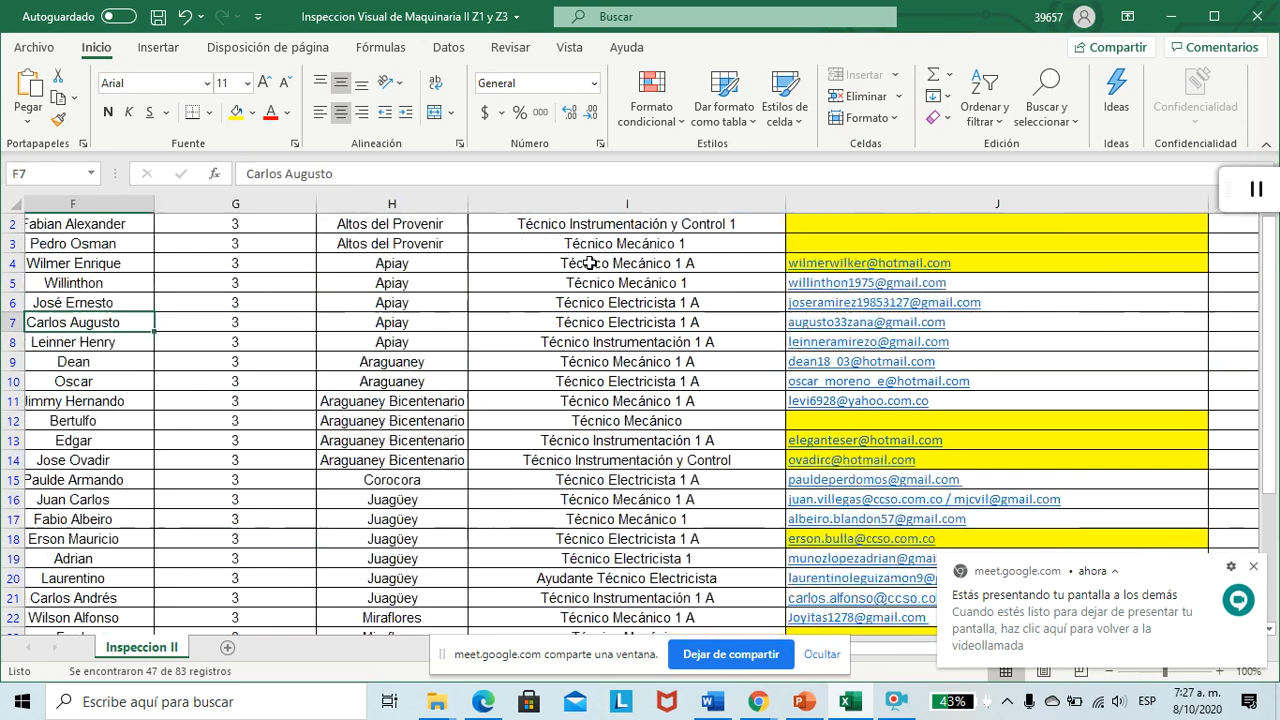 Autoguardado Inspeccion Visual de Maquinaria II Z1 y Z3 Buscar 39657
Archivo Inicio Insertar Disposición de página Fórmulas Datos Revisar Vista Ayuda Compartir Comentarios
Pegar Arial 11 N K S General $ % 000 Formato condicional Dar formato como tabla Estilos de celda Insertar Eliminar Formato Ordenar y filtrar Buscar y seleccionar Ideas Confidencialidad
Portapapeles Fuente Alineación Número Estilos Celdas Edición Ideas Confidencialidad
F7 fx Carlos Augusto
F G H I J
2 Fabian Alexander 3 Altos del Provenir Técnico Instrumentación y Control 1
3 Pedro Osman 3 Altos del Provenir Técnico Mecánico 1
4 Wilmer Enrique 3 Apiay Técnico Mecánico 1 A wilmerwilker@hotmail.com
5 Willinthon 3 Apiay Técnico Mecánico 1 willinthon1975@gmail.com
6 José Ernesto 3 Apiay Técnico Electricista 1 A joseramirez19853127@gmail.com
7 Carlos Augusto 3 Apiay Técnico Electricista 1 A augusto33zana@gmail.com
8 Leinner Henry 3 Apiay Técnico Instrumentación 1 A leinneramirezo@gmail.com
9 Dean 3 Araguaney Técnico Mecánico 1 A dean18_03@hotmail.com
10 Oscar 3 Araguaney Técnico Electricista 1 A oscar_moreno_e@hotmail.com
11 Jimmy Hernando 3 Araguaney Bicentenario Técnico Mecánico 1 A levi6928@yahoo.com.co
12 Bertulfo 3 Araguaney Bicentenario Técnico Mecánico
13 Edgar 3 Araguaney Bicentenario Técnico Instrumentación 1 A eleganteser@hotmail.com
14 Jose Ovadir 3 Araguaney Bicentenario Técnico Instrumentación y Control ovadirc@hotmail.com
15 Paulde Armando 3 Corocora Técnico Electricista 1 A pauldeperdomos@gmail.com
16 Juan Carlos 3 Juagüey Técnico Mecánico 1 A juan.villegas@ccso.com.co / mjcvil@gmail.com
17 Fabio Albeiro 3 Juagüey Técnico Mecánico 1 albeiro.blandon57@gmail.com
18 Erson Mauricio 3 Juagüey Técnico Mecánico 1 A erson.bulla@ccso.com.co
19 Adrian 3 Juagüey Técnico Electricista 1 munozlopezadrian@gmai
20 Laurentino 3 Juagüey Ayudante Técnico Electricista laurentinoleguizamon9@
21 Carlos Andrés 3 Juagüey Técnico Instrumentación 1 A carlos.alfonso@ccso.co
22 Wilson Alfonso 3 Miraflores Técnico Mecánico 1 A Joyitas1278@gmail.com
meet.google.com • ahora
Estás presentando tu pantalla a los demás
Cuando estés listo para dejar de presentar tu
pantalla, haz clic aquí para volver a la
videollamada
Inspección II
meet.google.com comparte una ventana. Dejar de compartir Ocultar
Listo Se encontraron 47 de 83 registros 100%
Escribe aquí para buscar 43% ESP 7:27 a. m.
8/10/2020